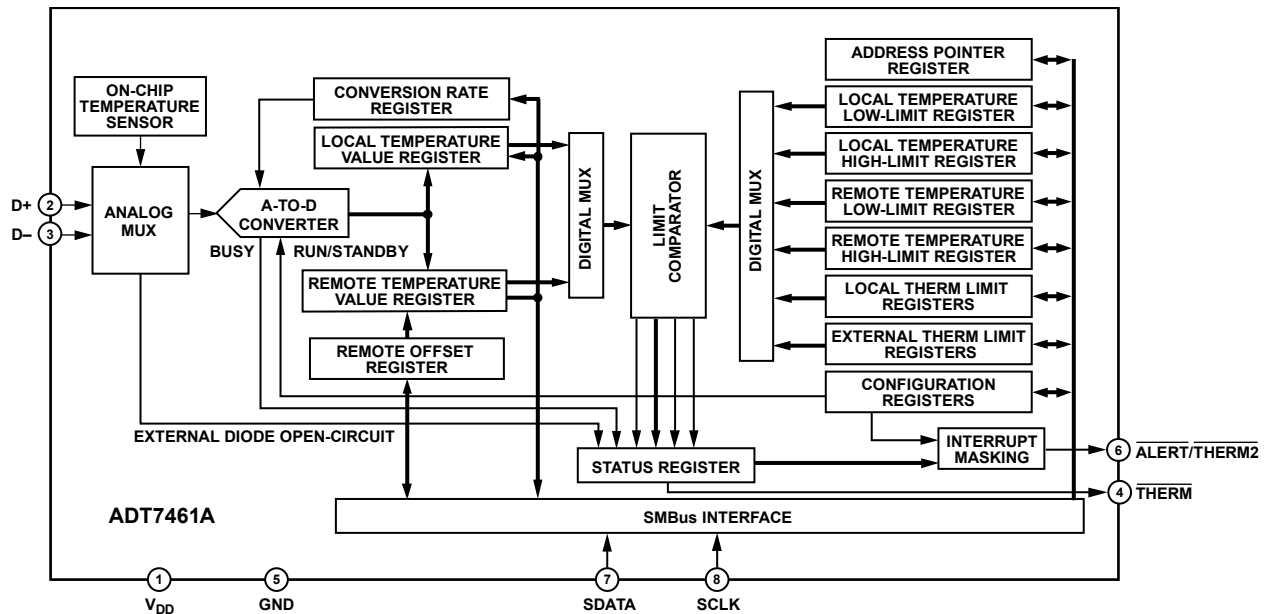 ADDRESS POINTER
REGISTER
ON-CHIP
TEMPERATURE
SENSOR
CONVERSION RATE
REGISTER
LOCAL TEMPERATURE
LOW-LIMIT REGISTER
LOCAL TEMPERATURE
VALUE REGISTER
LOCAL TEMPERATURE
HIGH-LIMIT REGISTER
D+
2
D–
3
ANALOG
MUX
A-TO-D
CONVERTER
BUSY
RUN/STANDBY
DIGITAL MUX
LIMIT
COMPARATOR
DIGITAL MUX
REMOTE TEMPERATURE
LOW-LIMIT REGISTER
REMOTE TEMPERATURE
HIGH-LIMIT REGISTER
REMOTE TEMPERATURE
VALUE REGISTER
LOCAL THERM LIMIT
REGISTERS
REMOTE OFFSET
REGISTER
EXTERNAL THERM LIMIT
REGISTERS
CONFIGURATION
REGISTERS
EXTERNAL DIODE OPEN-CIRCUIT
STATUS REGISTER
INTERRUPT
MASKING
6
ALERT/THERM2
4
THERM
ADT7461A
SMBus INTERFACE
1
5
7
8
VDD
GND
SDATA
SCLK